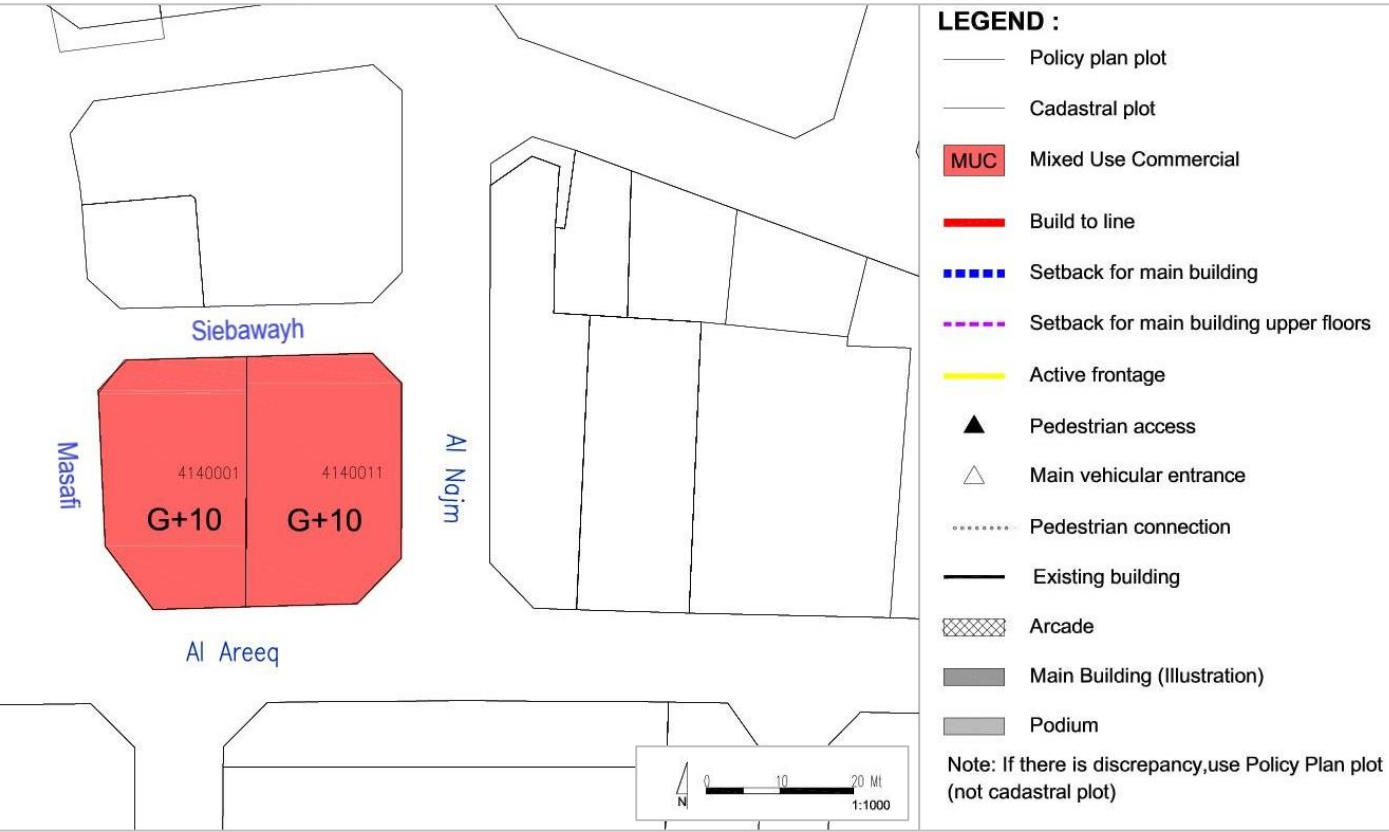 Siebawayh
Masafi
4140001
4140011
G+10
G+10
Al Najm
Al Areeq
N
0
10
20 Mt
1:1000
LEGEND :
Policy plan plot
Cadastral plot
MUC
Mixed Use Commercial
Build to line
Setback for main building
Setback for main building upper floors
Active frontage
Pedestrian access
Main vehicular entrance
Pedestrian connection
Existing building
Arcade
Main Building (Illustration)
Podium
Note: If there is discrepancy,use Policy Plan plot
(not cadastral plot)